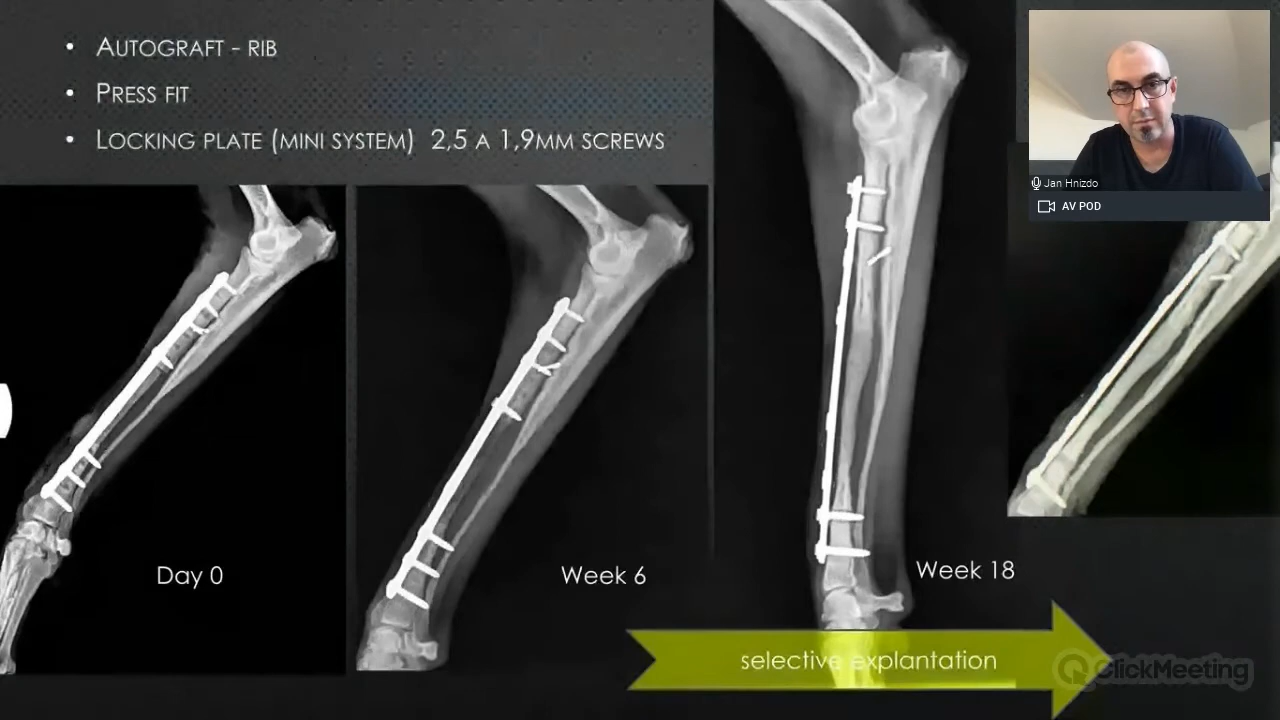 • AUTOGRAFT - RIB
• PRESS FIT
• LOCKING PLATE (MINI SYSTEM) 2,5 A 1,9MM SCREWS
Jan Hnizdo
AV POD
Day 0
Week 6
Week 18
selective explantation
ClickMeeting